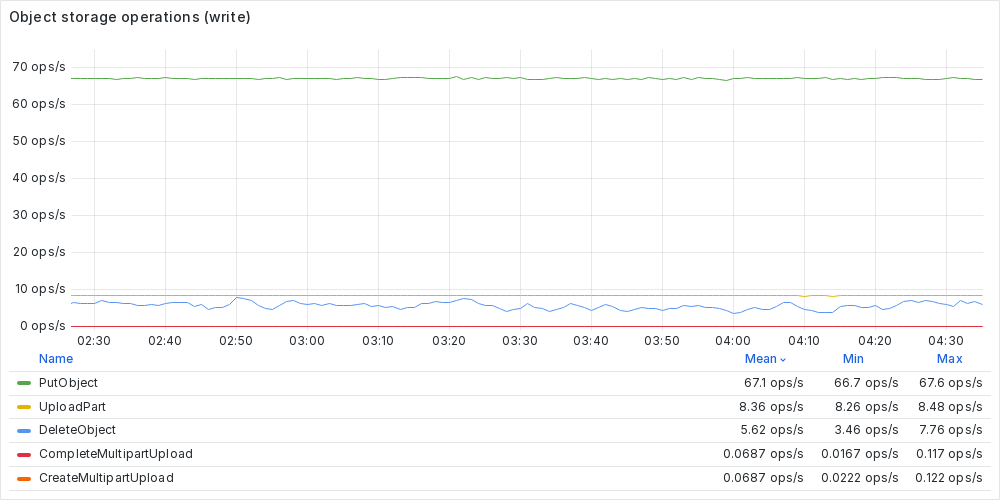 Object storage operations (write)
70 ops/s
60 ops/s
50 ops/s
40 ops/s
30 ops/s
20 ops/s
10 ops/s
0 ops/s
02:30 02:40 02:50 03:00 03:10 03:20 03:30 03:40 03:50 04:00 04:10 04:20 04:30
Name Mean Min Max
PutObject 67.1 ops/s 66.7 ops/s 67.6 ops/s
UploadPart 8.36 ops/s 8.26 ops/s 8.48 ops/s
DeleteObject 5.62 ops/s 3.46 ops/s 7.76 ops/s
CompleteMultipartUpload 0.0687 ops/s 0.0167 ops/s 0.117 ops/s
CreateMultipartUpload 0.0687 ops/s 0.0222 ops/s 0.122 ops/s